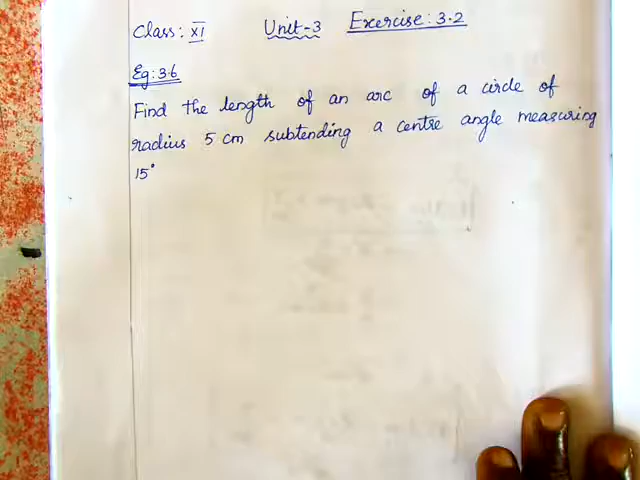 Class: XI Unit-3 Exercise: 3.2
Eg: 3.6
Find the length of an arc of a circle of
radius 5 cm subtending a centre angle measuring
15°